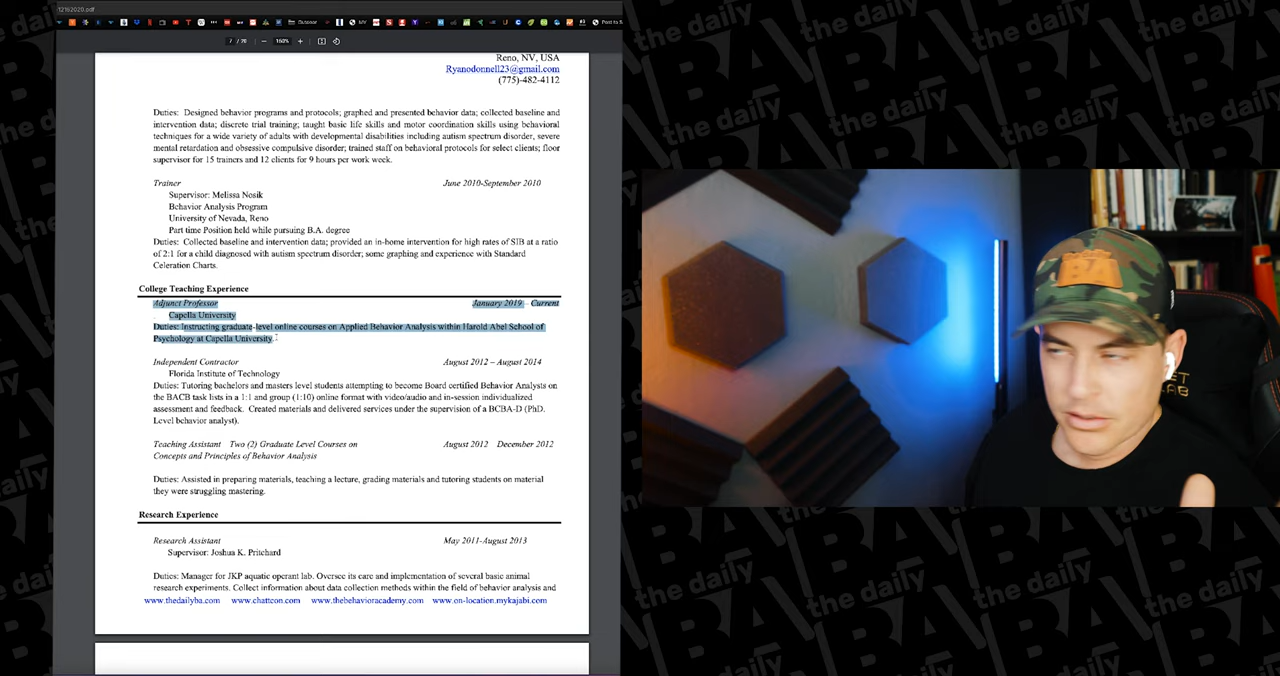 7 / 20
150%
Reno, NV, USA
Ryanodonnell23@gmail.com
(775)-482-4112
Duties: Designed behavior programs and protocols; graphed and presented behavior data; collected baseline and
intervention data; discrete trial training; taught basic life skills and motor coordination skills using behavioral
techniques for a wide variety of adults with developmental disabilities including autism spectrum disorder, severe
mental retardation and obsessive compulsive disorder; trained staff on behavioral protocols for select clients; floor
supervisor for 15 trainers and 12 clients for 9 hours per work week.
Trainer June 2010-September 2010
Supervisor: Melissa Nosik
Behavior Analysis Program
University of Nevada, Reno
Part time Position held while pursuing B.A. degree
Duties: Collected baseline and intervention data; provided an in-home intervention for high rates of SIB at a ratio
of 2:1 for a child diagnosed with autism spectrum disorder; some graphing and experience with Standard
Celeration Charts.
College Teaching Experience
Adjunct Professor January 2019 – Current
Capella University
Duties: Instructing graduate-level online courses on Applied Behavior Analysis within Harold Abel School of
Psychology at Capella University.
Independent Contractor August 2012 – August 2014
Florida Institute of Technology
Duties: Tutoring bachelors and masters level students attempting to become Board certified Behavior Analysts on
the BACB task lists in a 1:1 and group (1:10) online format with video/audio and in-session individualized
assessment and feedback. Created materials and delivered services under the supervision of a BCBA-D (PhD.
Level behavior analyst).
Teaching Assistant Two (2) Graduate Level Courses on August 2012 December 2012
Concepts and Principles of Behavior Analysis
Duties: Assisted in preparing materials, teaching a lecture, grading materials and tutoring students on material
they were struggling mastering.
Research Experience
Research Assistant May 2011-August 2013
Supervisor: Joshua K. Pritchard
Duties: Manager for JKP aquatic operant lab. Oversee its care and implementation of several basic animal
research experiments. Collect information about data collection methods within the field of behavior analysis and
www.thedailyba.com www.chattcon.com www.thebehavioracademy.com www.on-location.mykajabi.com
the daily
BA
BA